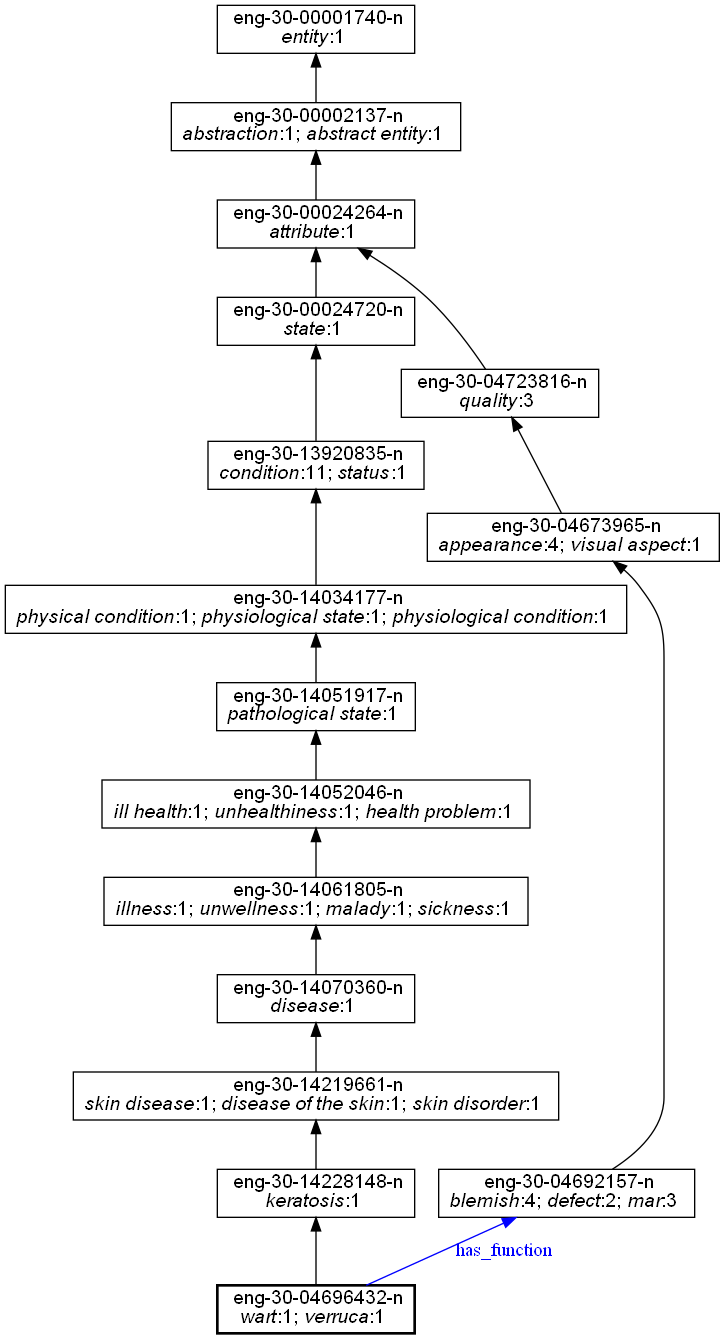 eng-30-00001740-n
entity:1
eng-30-00002137-n
abstraction:1; abstract entity:1
eng-30-00024264-n
attribute:1
eng-30-00024720-n
state:1
eng-30-04723816-n
quality:3
eng-30-13920835-n
condition:11; status:1
eng-30-04673965-n
appearance:4; visual aspect:1
eng-30-14034177-n
physical condition:1; physiological state:1; physiological condition:1
eng-30-14051917-n
pathological state:1
eng-30-14052046-n
ill health:1; unhealthiness:1; health problem:1
eng-30-14061805-n
illness:1; unwellness:1; malady:1; sickness:1
eng-30-14070360-n
disease:1
eng-30-14219661-n
skin disease:1; disease of the skin:1; skin disorder:1
eng-30-14228148-n
keratosis:1
eng-30-04692157-n
blemish:4; defect:2; mar:3
has_function
eng-30-04696432-n
wart:1; verruca:1